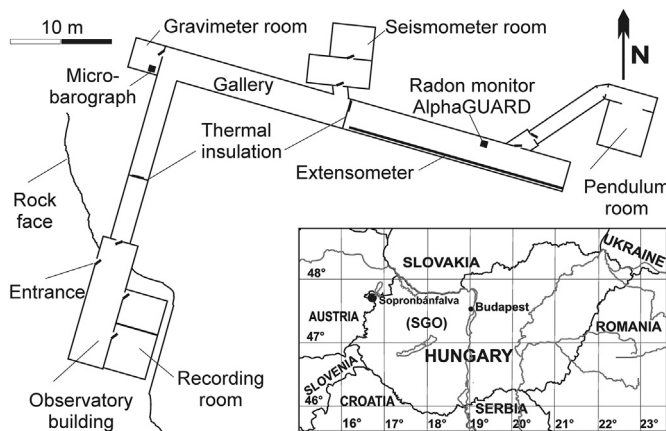 10 m
Gravimeter room
Seismometer room
N
Micro-
barograph
Gallery
Radon monitor
AlphaGUARD
Thermal
insulation
Extensometer
Pendulum
room
Rock
face
Entrance
Observatory
building
Recording
room
UKRAINE
SLOVAKIA
48°
Sopronbánfalva
Budapest
AUSTRIA
(SGO)
ROMANIA
47°
HUNGARY
SLOVENIA
46°
CROATIA
SERBIA
16° 17° 18° 19° 20° 21° 22° 23°